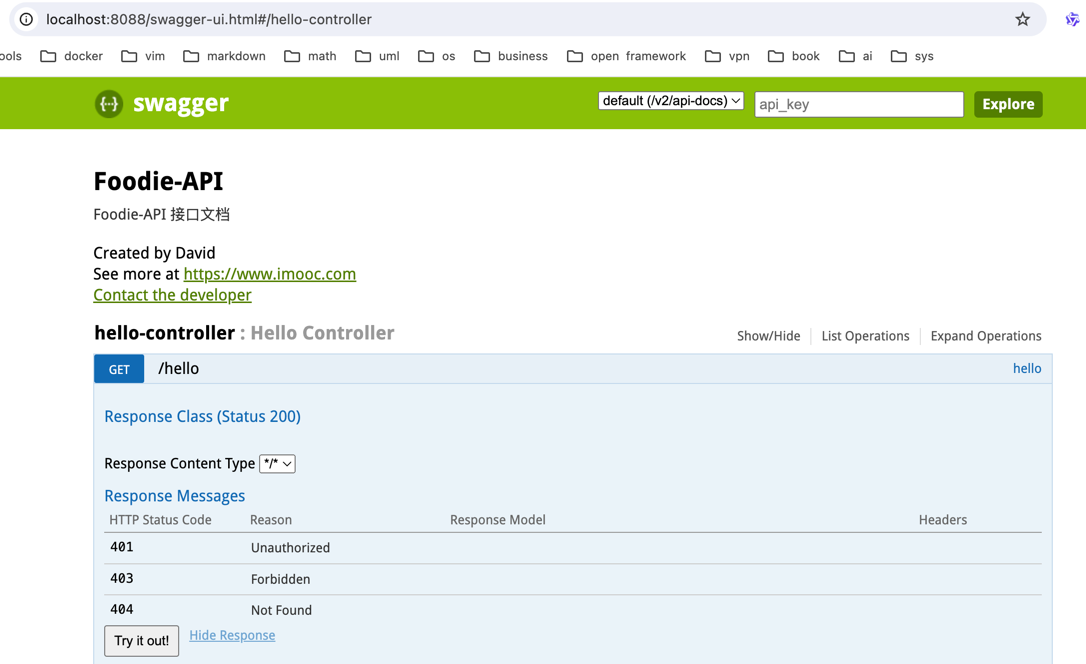 localhost:8088/swagger-ui.html#/hello-controller
ools docker vim markdown math uml os business open framework vpn book ai sys
{··} swagger default (/v2/api-docs) api_key Explore
Foodie-API
Foodie-API 接口文档
Created by David
See more at https://www.imooc.com
Contact the developer
hello-controller : Hello Controller Show/Hide List Operations Expand Operations
GET /hello hello
Response Class (Status 200)
Response Content Type */*
Response Messages
HTTP Status Code Reason Response Model Headers
401 Unauthorized
403 Forbidden
404 Not Found
Try it out! Hide Response